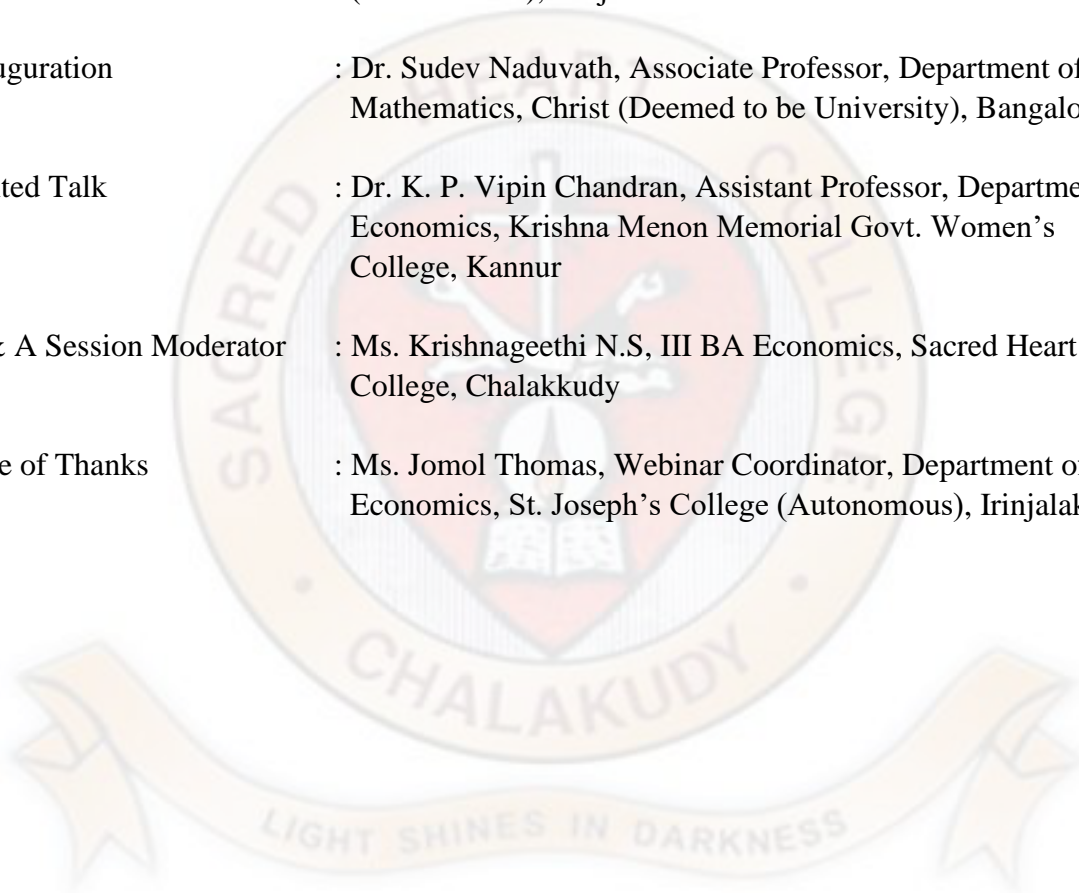 uguration : Dr. Sudev Naduvath, Associate Professor, Department of
Mathematics, Christ (Deemed to be University), Bangalo
ted Talk : Dr. K. P. Vipin Chandran, Assistant Professor, Departme
Economics, Krishna Menon Memorial Govt. Women’s
College, Kannur
& A Session Moderator : Ms. Krishnageethi N.S, III BA Economics, Sacred Heart
College, Chalakkudy
e of Thanks : Ms. Jomol Thomas, Webinar Coordinator, Department of
Economics, St. Joseph’s College (Autonomous), Irinjalak
SACRED HEART COLLEGE
CHALAKUDY
LIGHT SHINES IN DARKNESS